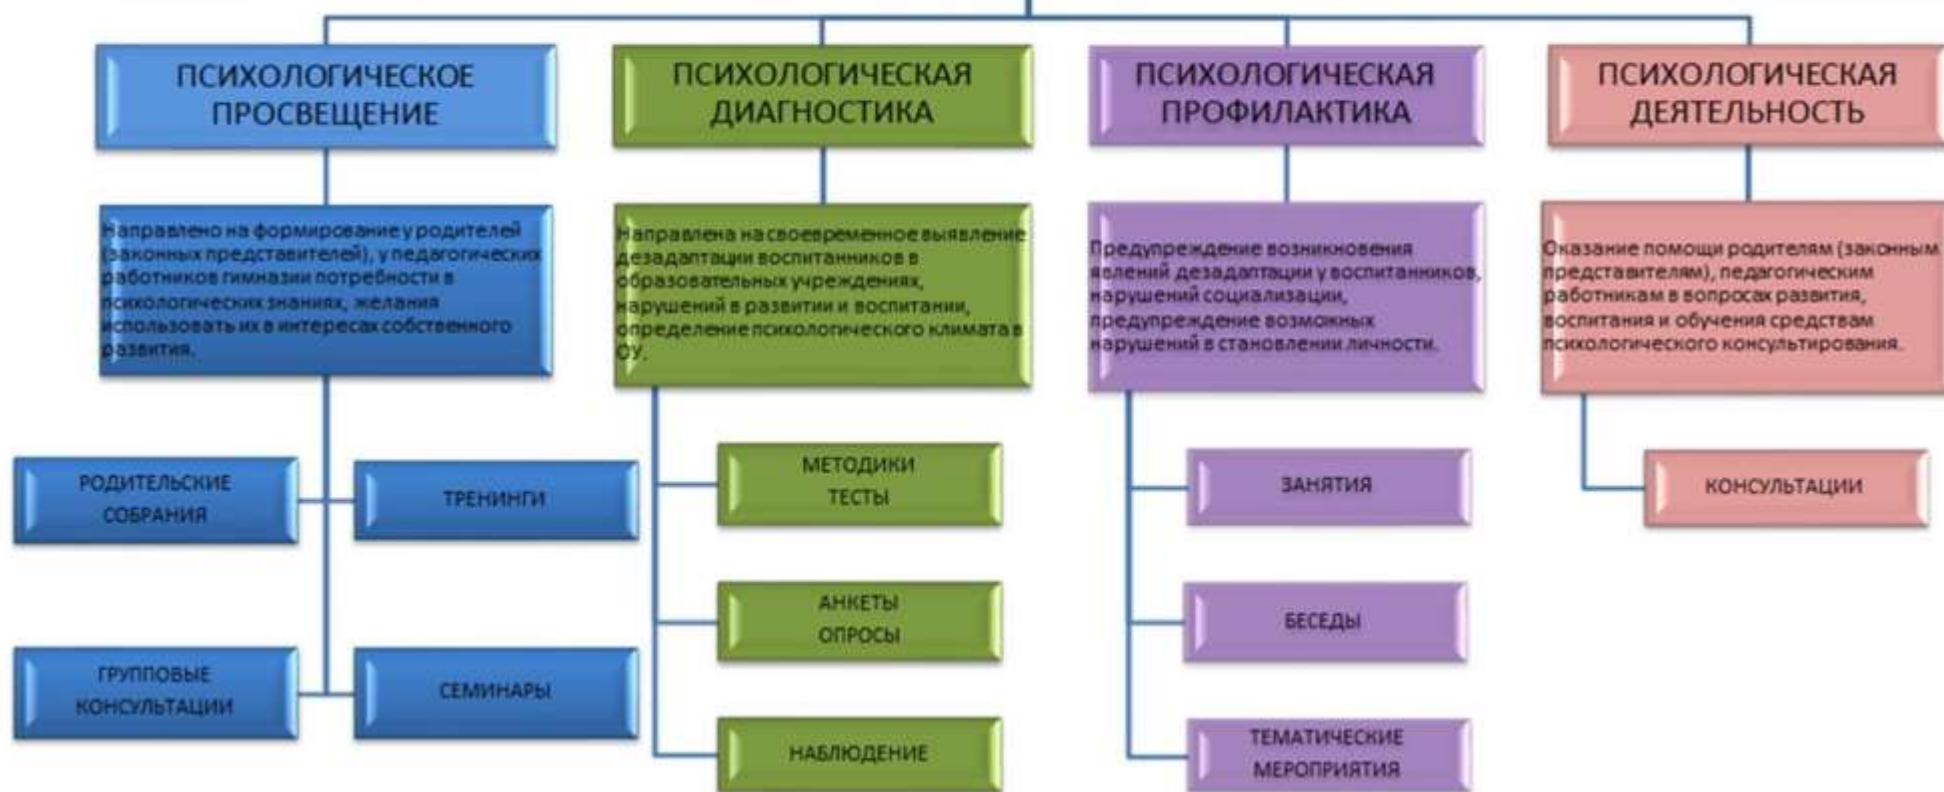 ПСИХОЛОГИЧЕСКОЕ
ПРОСВЕЩЕНИЕ
Направлено на формирование у родителей
(законных представителей), у педагогических
работников гимназии потребности в
психологических знаниях, желания
использовать их в интересах собственного
развития.
РОДИТЕЛЬСКИЕ
СОБРАНИЯ
ТРЕНИНГИ
ГРУППОВЫЕ
КОНСУЛЬТАЦИИ
СЕМИНАРЫ
ПСИХОЛОГИЧЕСКАЯ
ДИАГНОСТИКА
Направлена на своевременное выявление
дезадаптации воспитанников в
образовательных учреждениях,
нарушений в развитии и воспитании,
определение психологического климата в
ОУ.
МЕТОДИКИ
ТЕСТЫ
АНКЕТЫ
ОПРОСЫ
НАБЛЮДЕНИЕ
ПСИХОЛОГИЧЕСКАЯ
ПРОФИЛАКТИКА
Предупреждение возникновения
явлений дезадаптации у воспитанников,
нарушений социализации,
предупреждение возможных
нарушений в становлении личности.
ЗАНЯТИЯ
БЕСЕДЫ
ТЕМАТИЧЕСКИЕ
МЕРОПРИЯТИЯ
ПСИХОЛОГИЧЕСКАЯ
ДЕЯТЕЛЬНОСТЬ
Оказание помощи родителям (законным
представителям), педагогическим
работникам в вопросах развития,
воспитания и обучения средствам
психологического консультирования.
КОНСУЛЬТАЦИИ